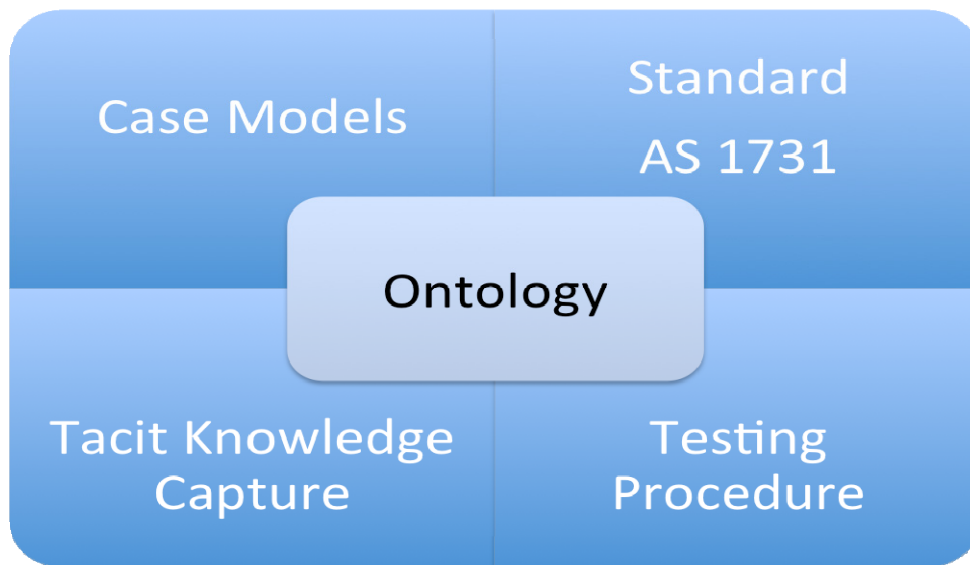 Case Models
Standard
AS 1731
Ontology
Tacit Knowledge
Capture
Testing
Procedure